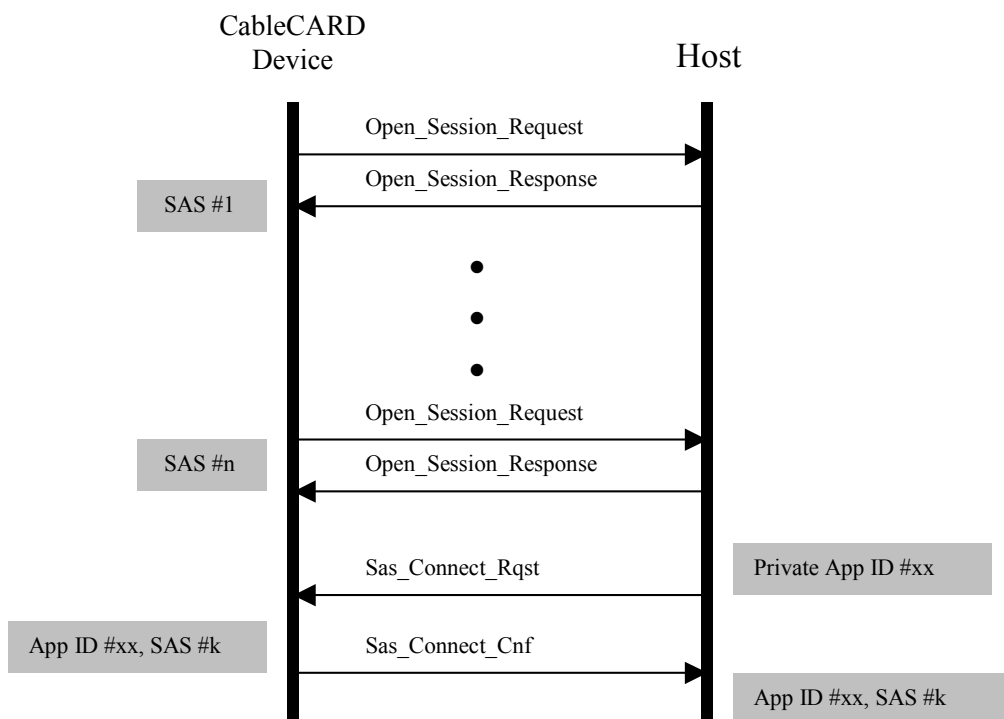 CableCARD
Device
Host
Open_Session_Request
Open_Session_Response
SAS #1
Open_Session_Request
SAS #n
Open_Session_Response
Sas_Connect_Rqst
Private App ID #xx
App ID #xx, SAS #k
Sas_Connect_Cnf
App ID #xx, SAS #k